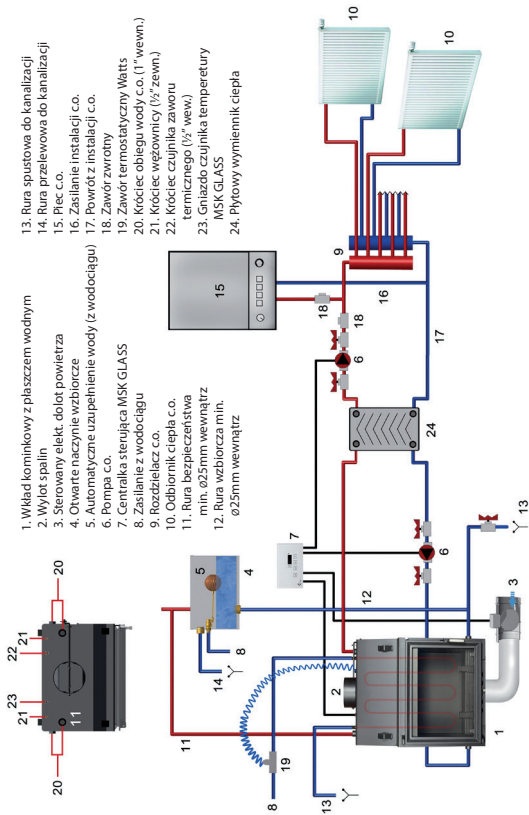 1. Wkład kominkowy z płaszczem wodnym
2. Wylot spalin
3. Sterowany elekt. dolot powietrza
4. Otwarte naczynie wzbiorcze
5. Automatyczne uzupełnienie wody (z wodociągu)
6. Pompa c.o.
7. Centralka sterująca MSK GLASS
8. Zasilanie z wodociągu
9. Rozdzielacz c.o.
10. Odbiornik ciepła c.o.
11. Rura bezpieczeństwa
min. ø25mm wewnątrz
12. Rura wzbiorcza min.
ø25mm wewnątrz
13. Rura spustowa do kanalizacji
14. Rura przelewowa do kanalizacji
15. Piec c.o.
16. Zasilanie instalacji c.o.
17. Powrót z instalacji c.o.
18. Zawór zwrotny
19. Zawór termostatyczny Watts
20. Króciec obiegu wody c.o. (1" wewn.)
21. Króciec wężownicy (½" zewn.)
22. Króciec czujnika zaworu
termicznego (½" wew.)
23. Gniazdo czujnika temperetury
MSK GLASS
24. Płytowy wymiennik ciepła
20
21
23
22
21
20
11
11
14
8
5
4
12
7
15
18
18
9
16
17
10
10
6
24
6
13
3
2
1
19
8
13